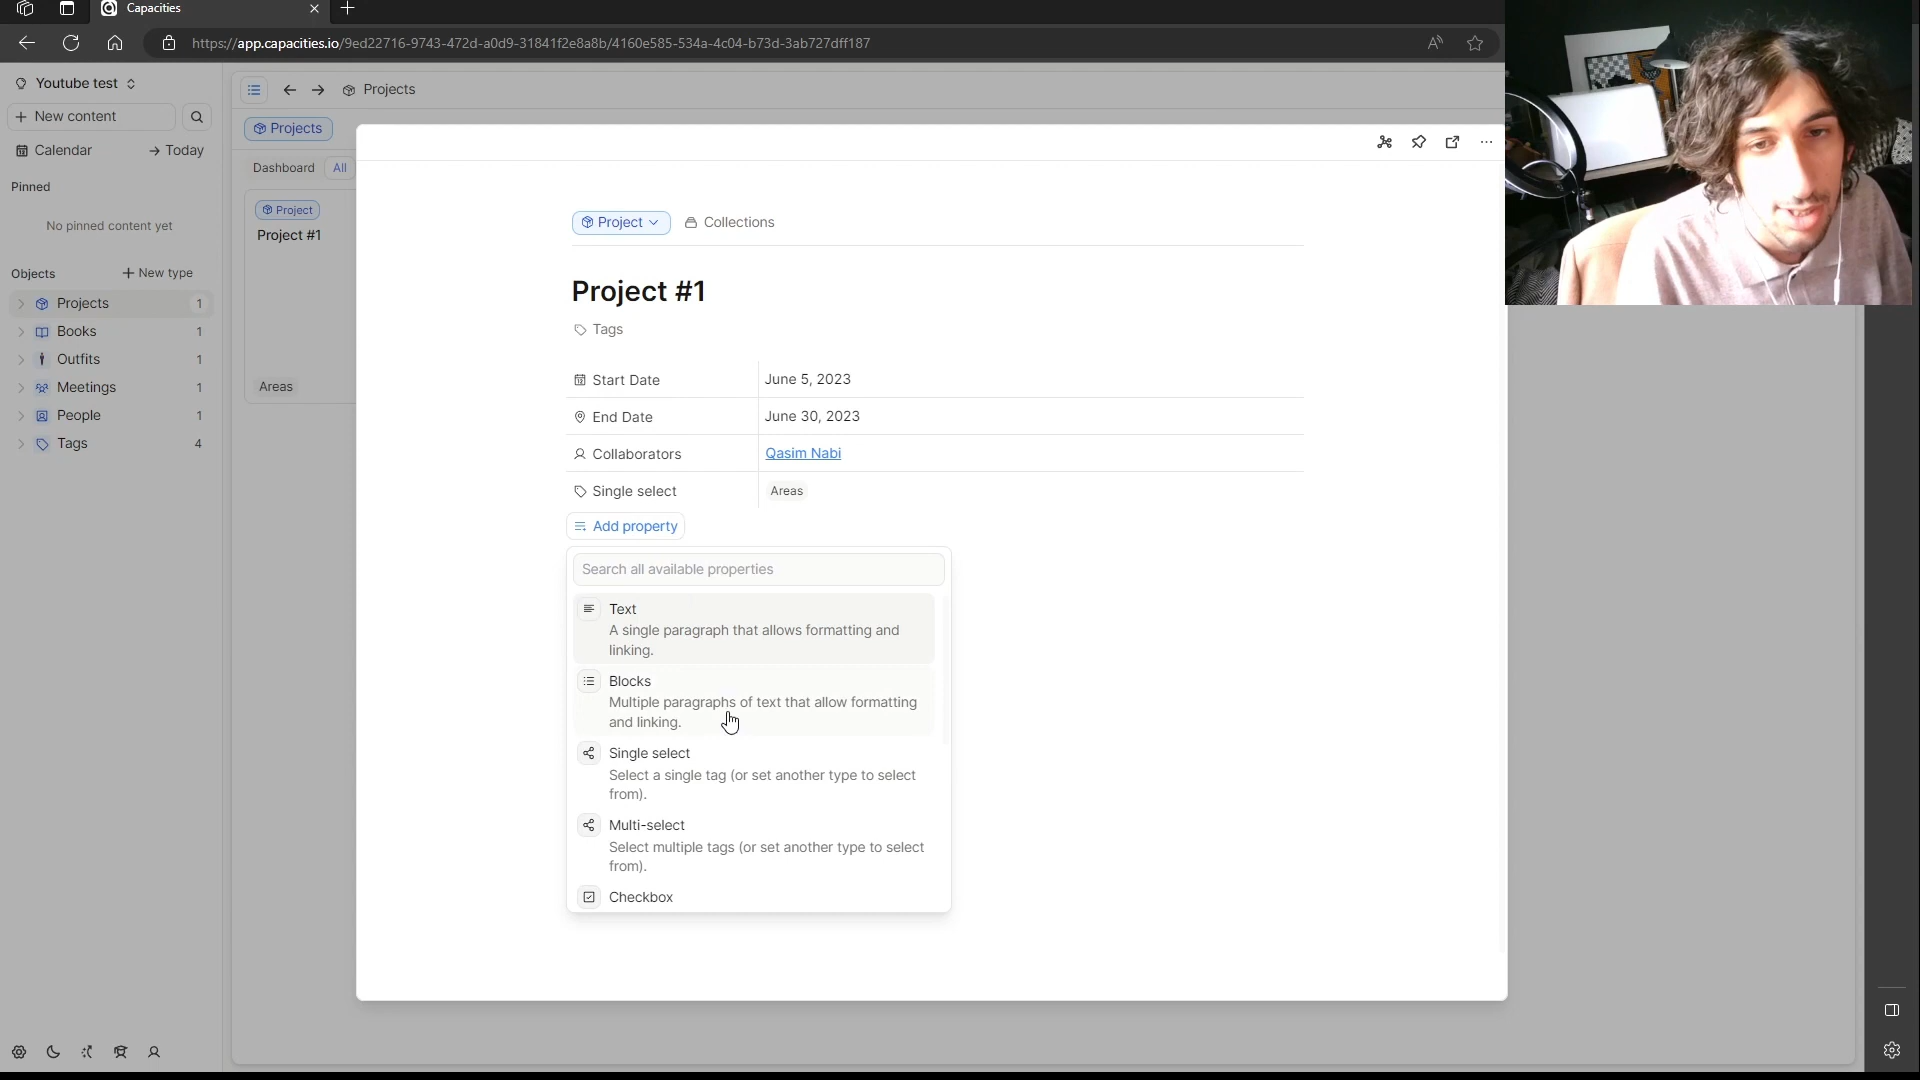 Capacities
https://app.capacities.io/9ed22716-9743-472d-a0d9-31841f2e8a8b/4160e585-534a-4c04-b73d-3ab727dff187
Youtube test
New content
Calendar
Today
Pinned
No pinned content yet
Objects
New type
Projects 1
Books 1
Outfits 1
Meetings 1
People 1
Tags 4
Projects
Projects
Dashboard
All
Project
Project #1
Areas
Project
Collections
Project #1
Tags
Start Date
June 5, 2023
End Date
June 30, 2023
Collaborators
Qasim Nabi
Single select
Areas
Add property
Search all available properties
Text
A single paragraph that allows formatting and
linking.
Blocks
Multiple paragraphs of text that allow formatting
and linking.
Single select
Select a single tag (or set another type to select
from).
Multi-select
Select multiple tags (or set another type to select
from).
Checkbox